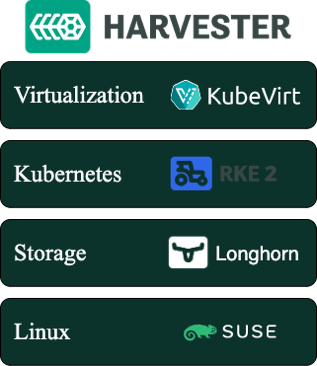 HARVESTER
Virtualization KubeVirt
Kubernetes RKE 2
Storage Longhorn
Linux SUSE